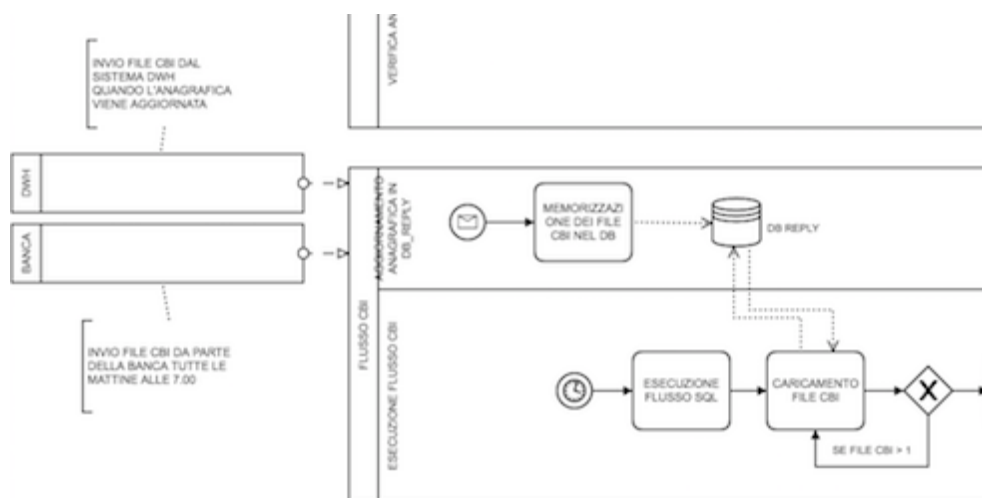 VERIFICA AN
INVIO FILE CBI DAL
SISTEMA DWH
QUANDO L'ANAGRAFICA
VIENE AGGIORNATA
DWH
BANCA
INVIO FILE CBI DA PARTE
DELLA BANCA TUTTE LE
MATTINE ALLE 7.00
FLUSSO CBI
AGGIORNAMENTO
ANAGRAFICA IN
DB_REPLY
MEMORIZZAZI
ONE DEI FILE
CBI NEL DB
DB REPLY
ESECUZIONE FLUSSO CBI
ESECUZIONE
FLUSSO SQL
CARICAMENTO
FILE CBI
X
SE FILE CBI > 1